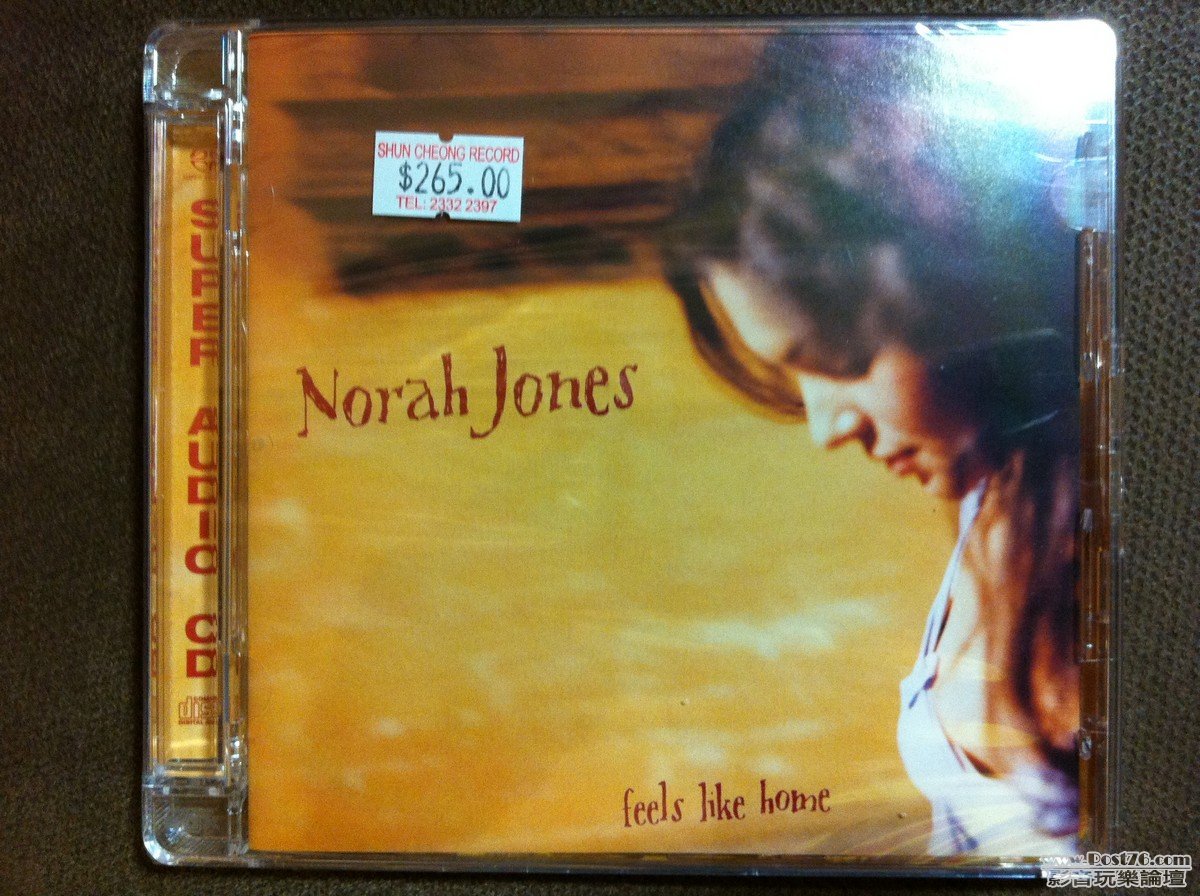 SHUN CHEONG RECORD
$265.00
TEL: 2332 2397
SUPER AUDIO CD
Norah Jones
feels like home
www.Post76.com
影音玩樂論壇